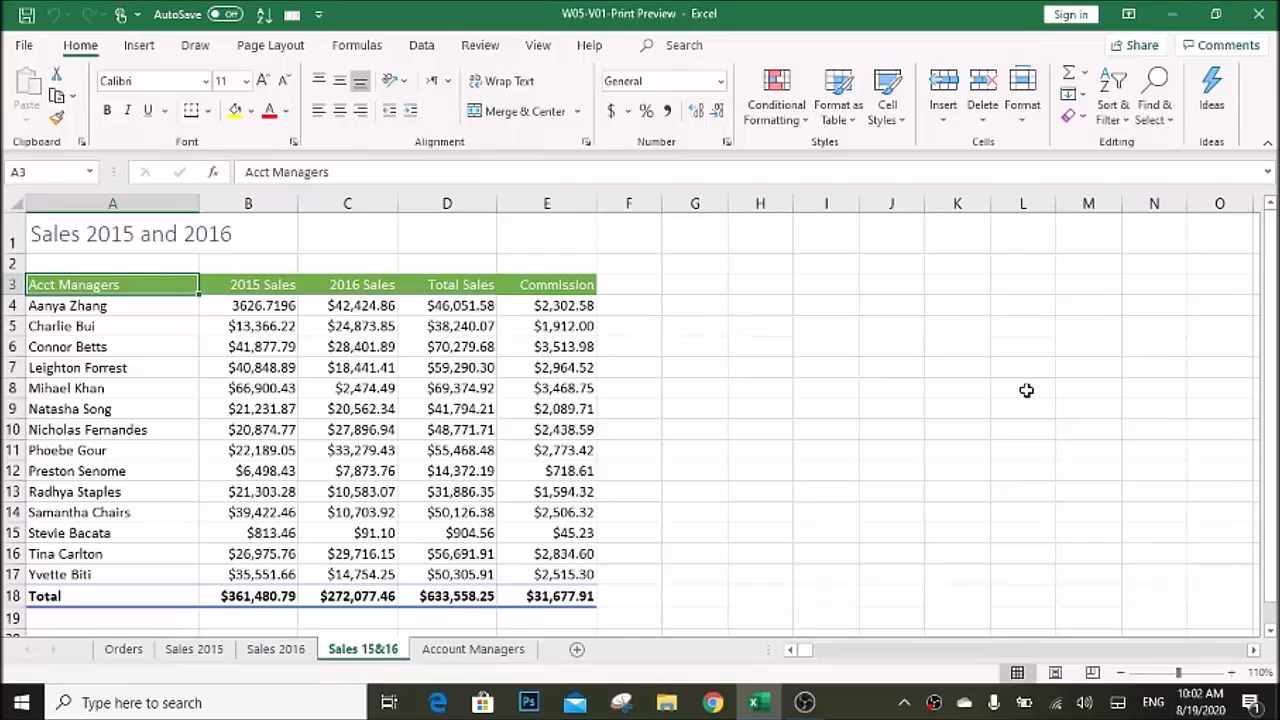 AutoSave Off W05-V01-Print Preview - Excel Sign in
File Home Insert Draw Page Layout Formulas Data Review View Help Search Share Comments
Paste Calibri 11 A A Wrap Text General
B I U A Merge & Center $ % Conditional Formatting Format as Table Cell Styles Insert Delete Format Sort & Filter Find & Select Ideas
Clipboard Font Alignment Number Styles Cells Editing Ideas
A3 fx Acct Managers
A B C D E F G H I J K L M N O
1 Sales 2015 and 2016
2
3 Acct Managers 2015 Sales 2016 Sales Total Sales Commission
4 Aanya Zhang 3626.7196 $42,424.86 $46,051.58 $2,302.58
5 Charlie Bui $13,366.22 $24,873.85 $38,240.07 $1,912.00
6 Connor Betts $41,877.79 $28,401.89 $70,279.68 $3,513.98
7 Leighton Forrest $40,848.89 $18,441.41 $59,290.30 $2,964.52
8 Mihael Khan $66,900.43 $2,474.49 $69,374.92 $3,468.75
9 Natasha Song $21,231.87 $20,562.34 $41,794.21 $2,089.71
10 Nicholas Fernandes $20,874.77 $27,896.94 $48,771.71 $2,438.59
11 Phoebe Gour $22,189.05 $33,279.43 $55,468.48 $2,773.42
12 Preston Senome $6,498.43 $7,873.76 $14,372.19 $718.61
13 Radhya Staples $21,303.28 $10,583.07 $31,886.35 $1,594.32
14 Samantha Chairs $39,422.46 $10,703.92 $50,126.38 $2,506.32
15 Stevie Bacata $813.46 $91.10 $904.56 $45.23
16 Tina Carlton $26,975.76 $29,716.15 $56,691.91 $2,834.60
17 Yvette Biti $35,551.66 $14,754.25 $50,305.91 $2,515.30
18 Total $361,480.79 $272,077.46 $633,558.25 $31,677.91
19
Orders Sales 2015 Sales 2016 Sales 15&16 Account Managers
110%
Type here to search ENG 10:02 AM
8/19/2020